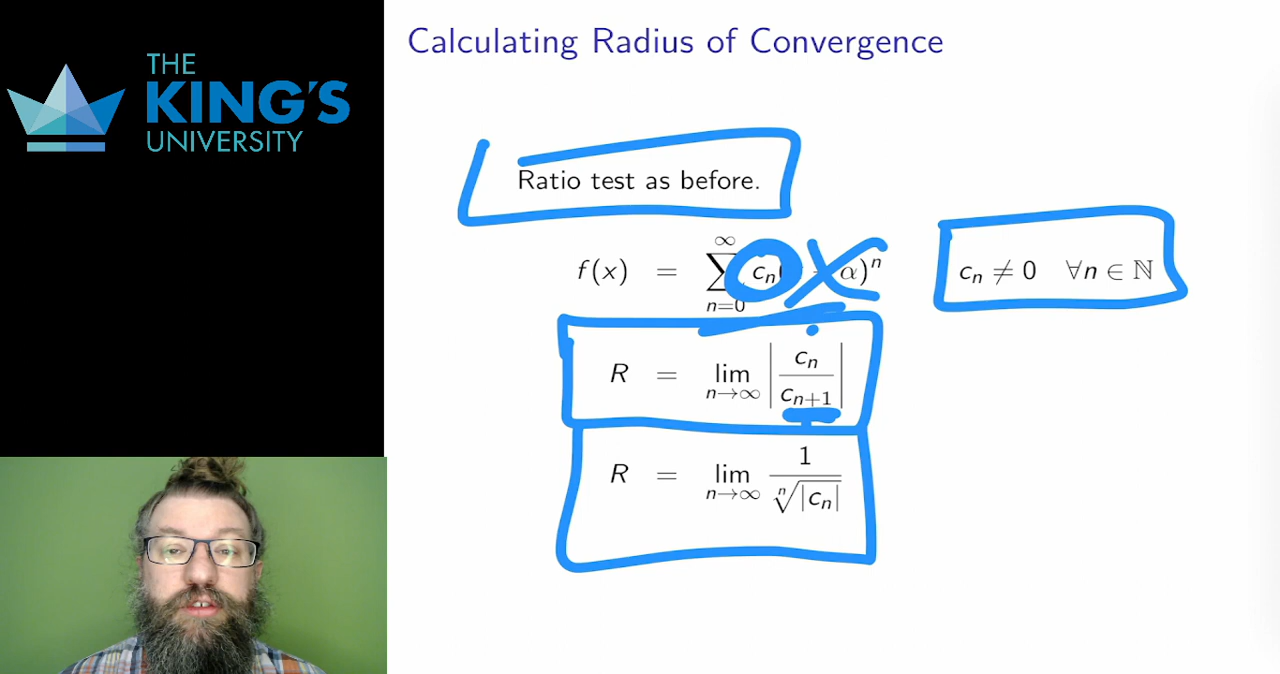 THE
KING'S
UNIVERSITY
Calculating Radius of Convergence
Ratio test as before.
f(x) = ∑_{n=0}^{∞} c_n( α)^n c_n ≠ 0 ∀n ∈ ℕ
R = lim_{n→∞} |c_n / c_{n+1}|
R = lim_{n→∞} 1 / ⁿ√|c_n|